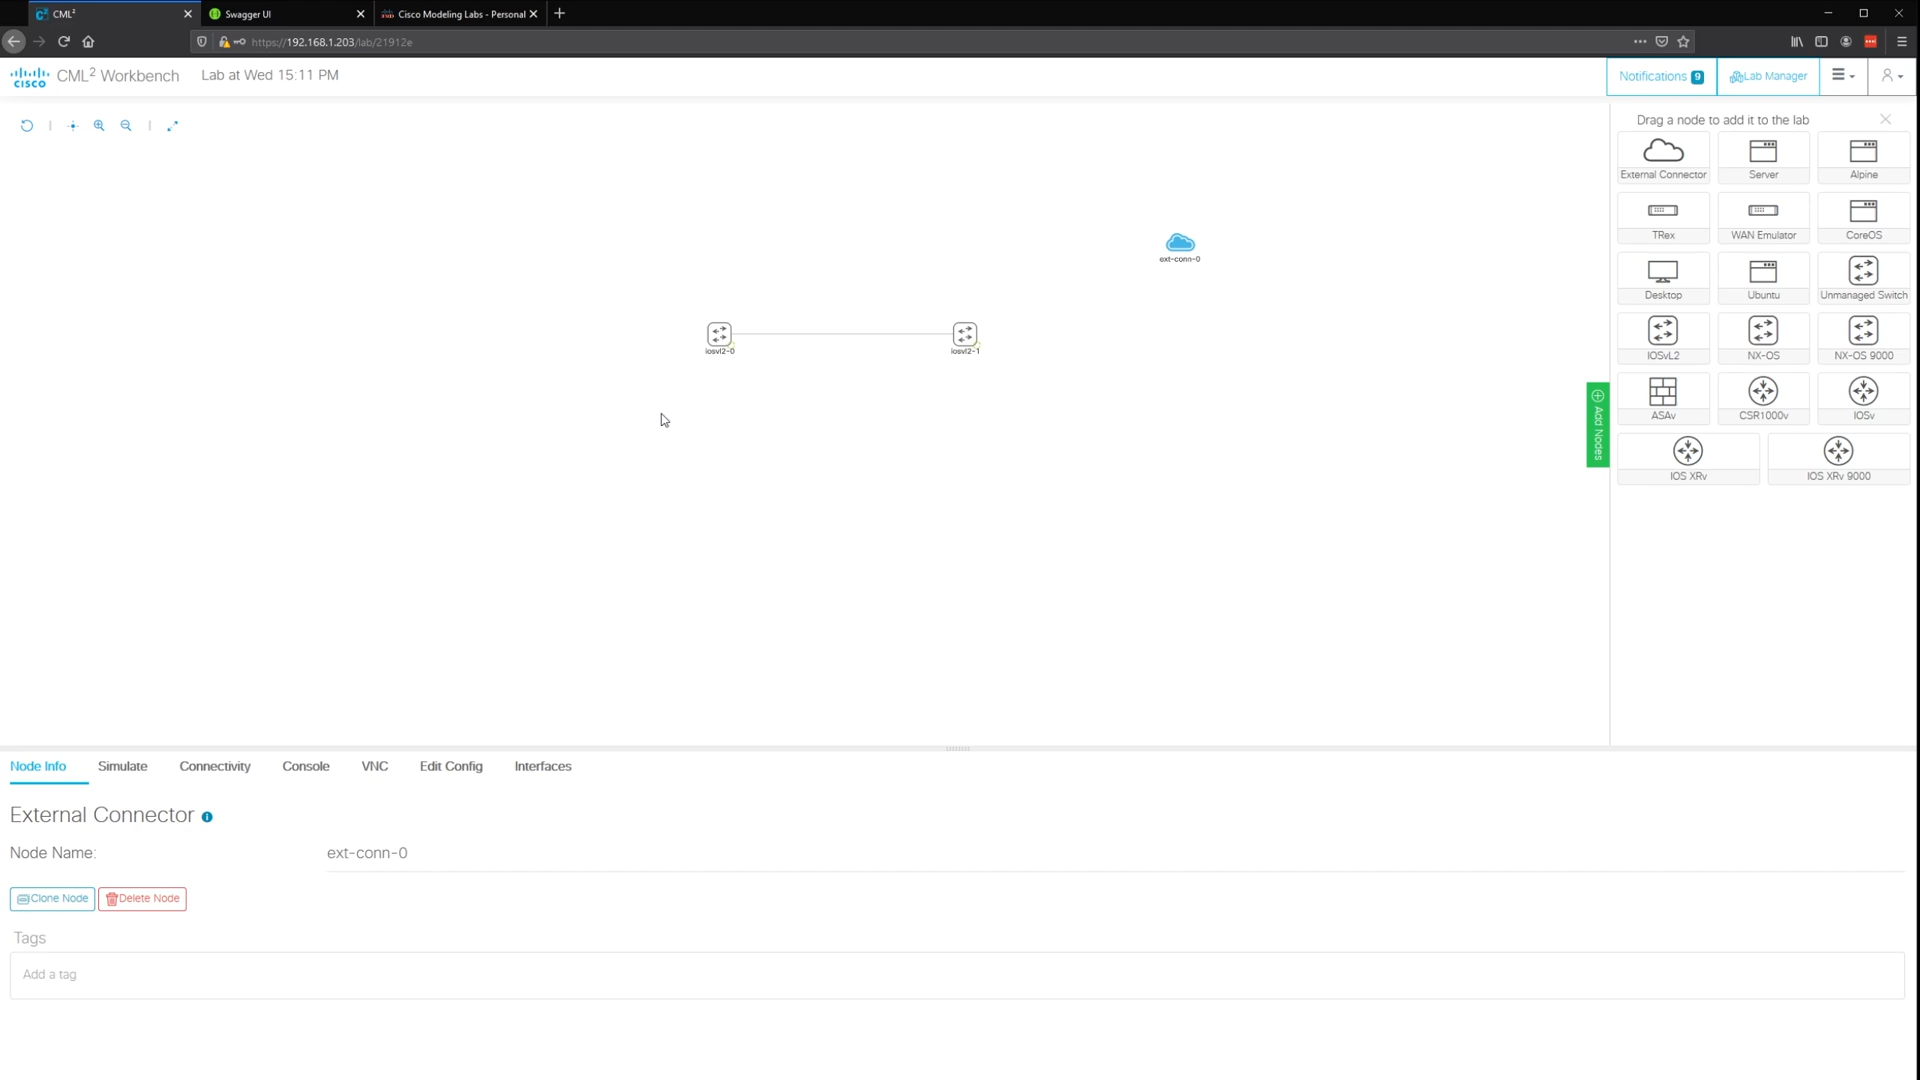 CML²
Swagger UI
Cisco Modeling Labs - Personal
https://192.168.1.203/lab/21912e
cisco
CML² Workbench
Lab at Wed 15:11 PM
Notifications 9
Lab Manager
Drag a node to add it to the lab
External Connector
Server
Alpine
TRex
WAN Emulator
CoreOS
Desktop
Ubuntu
Unmanaged Switch
IOSvL2
NX-OS
NX-OS 9000
ASAv
CSR1000v
IOSv
IOS XRv
IOS XRv 9000
Add Nodes
ext-conn-0
iosvl2-0
iosvl2-1
Node Info
Simulate
Connectivity
Console
VNC
Edit Config
Interfaces
External Connector
Node Name:
ext-conn-0
Clone Node
Delete Node
Tags
Add a tag